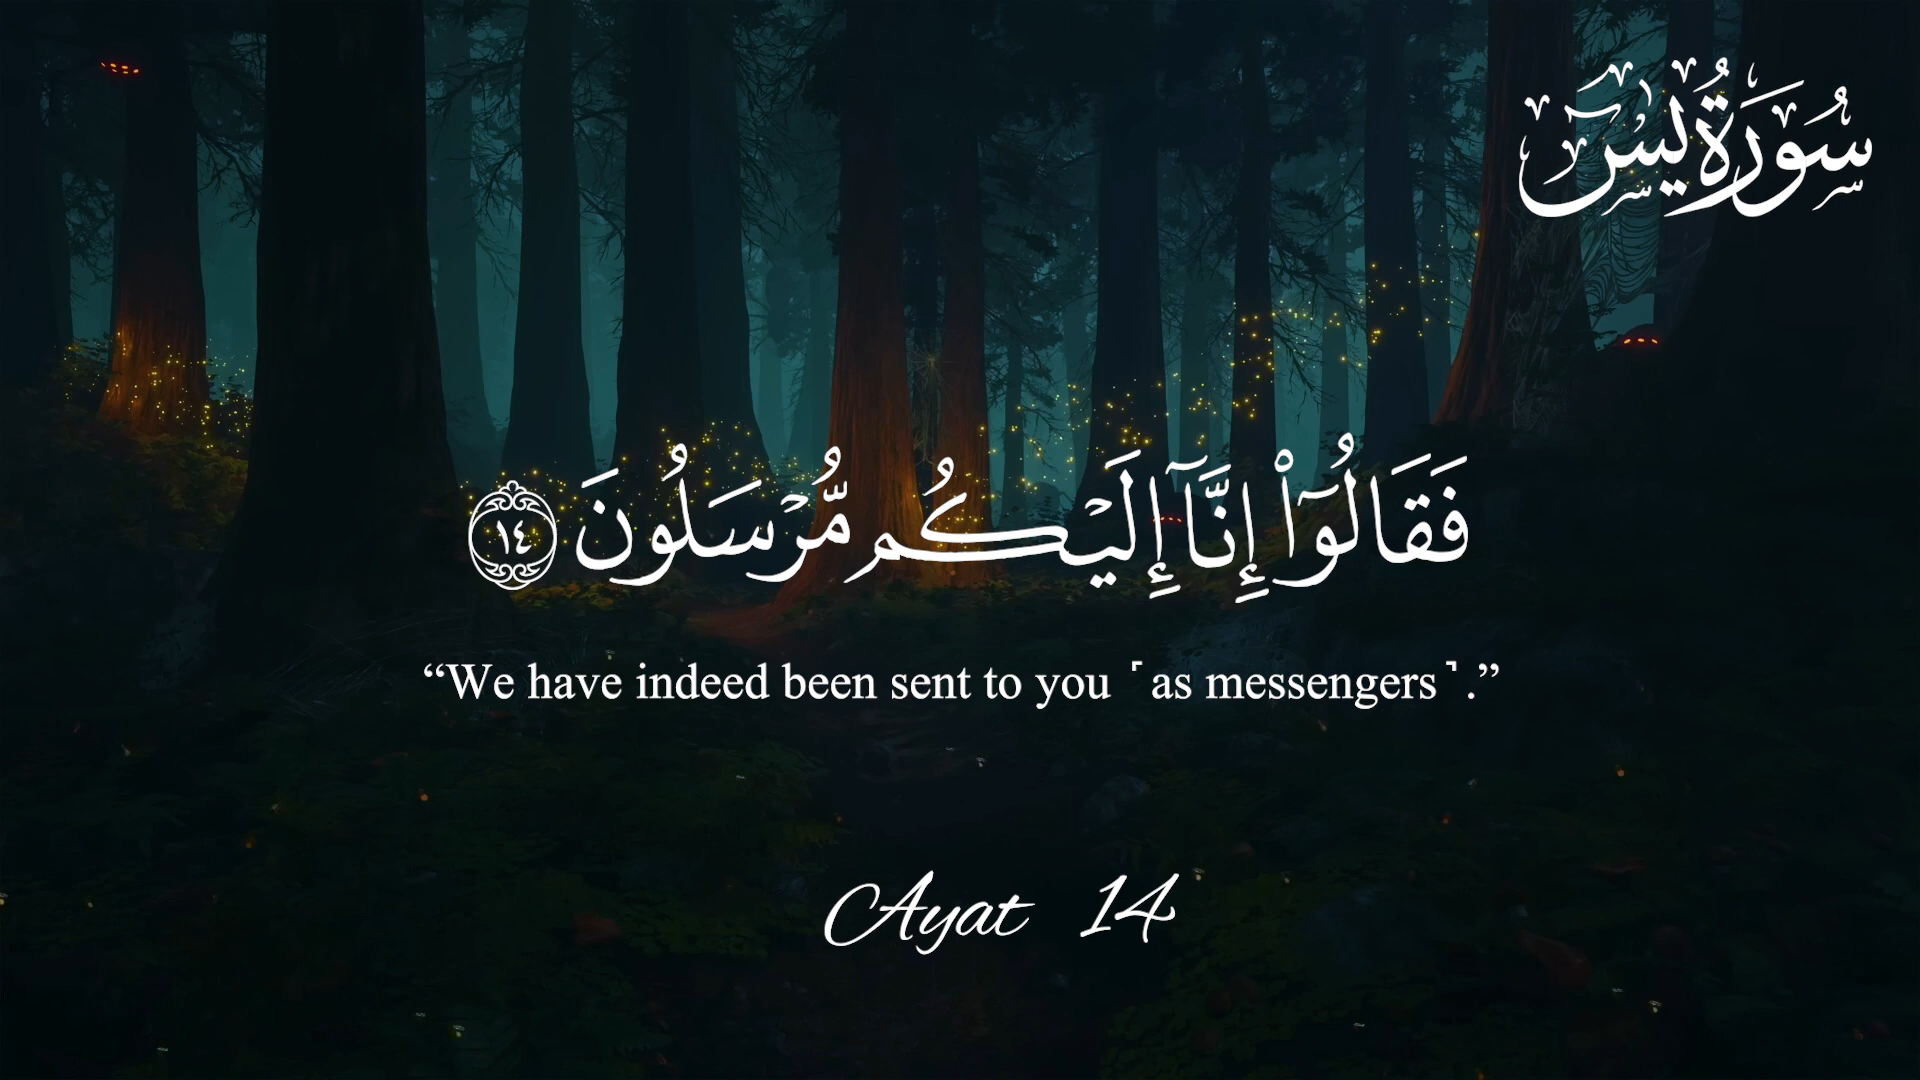 سُورَةُ يسٓ
فَقَالُوٓا۟ إِنَّآ إِلَيْكُم مُّرْسَلُونَ ١٤
“We have indeed been sent to you ˹as messengers˺.”
Ayat 14